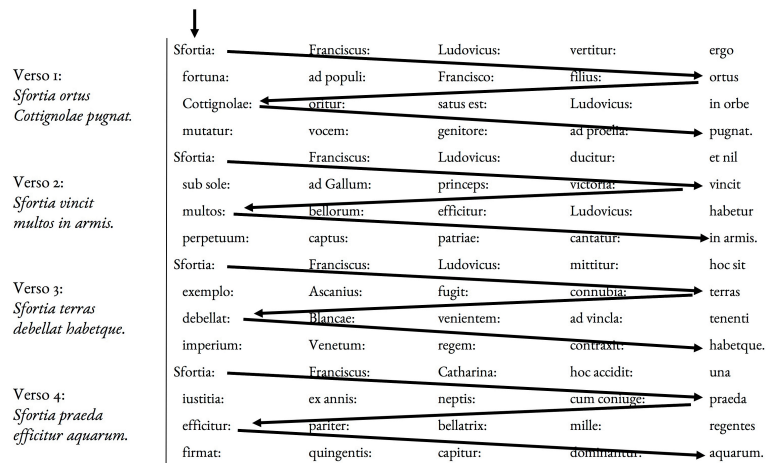 Sfortia: Franciscus: Ludovicus: vertitur: ergo
Verso 1: fortuna: ad populi: Francisco: filius: ortus
Sfortia ortus
Cottignolae: oritur: satus est: Ludovicus: in orbe
Cottignolae pugnat.
mutatur: vocem: genitore: ad proelia: pugnat.
Sfortia: Franciscus: Ludovicus: ducitur: et nil
Verso 2: sub sole: ad Gallum: princeps: victoria: vincit
Sfortia vincit
multos: bellorum: efficitur: Ludovicus: habetur
multos in armis.
perpetuum: captus: patriae: cantatur: in armis.
Sfortia: Franciscus: Ludovicus: mittitur: hoc sit
Verso 3: exemplo: Ascanius: fugit: connubia: terras
Sfortia terras
debellat: Blancae: venientem: ad vincla: tenenti
debellat habetque.
imperium: Venetum: regem: contraxit: habetque.
Sfortia: Franciscus: Catharina: hoc accidit: una
Verso 4: iustitia: ex annis: neptis: cum coniuge: praeda
Sfortia praeda
efficitur: pariter: bellatrix: mille: regentes
efficitur aquarum.
firmat: quingentis: capitur: dominantur: aquarum.